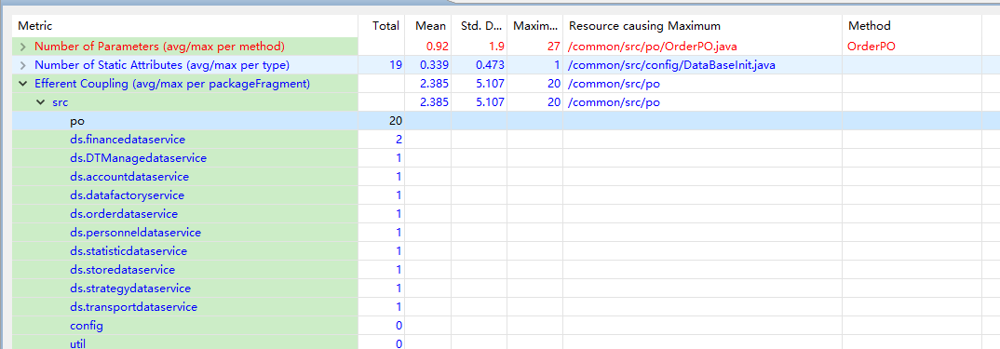 Metric Total Mean Std. D... Maxim... Resource causing Maximum Method
Number of Parameters (avg/max per method) 0.92 1.9 27 /common/src/po/OrderPO.java OrderPO
Number of Static Attributes (avg/max per type) 19 0.339 0.473 1 /common/src/config/DataBaseInit.java
Efferent Coupling (avg/max per packageFragment) 2.385 5.107 20 /common/src/po
src 2.385 5.107 20 /common/src/po
po 20
ds.financedataservice 2
ds.DTManagedataservice 1
ds.accountdataservice 1
ds.datafactoryservice 1
ds.orderdataservice 1
ds.personneldataservice 1
ds.statisticdataservice 1
ds.storedataservice 1
ds.strategydataservice 1
ds.transportdataservice 1
config 0
util 0